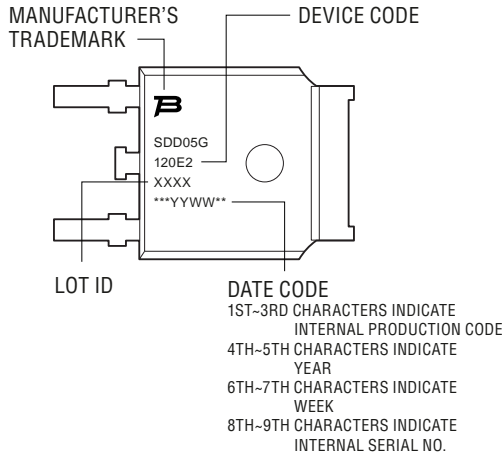 MANUFACTURER'S
TRADEMARK
DEVICE CODE
B
SDD05G
120E2
XXXX
***YYWW**
LOT ID
DATE CODE
1ST~3RD CHARACTERS INDICATE
INTERNAL PRODUCTION CODE
4TH~5TH CHARACTERS INDICATE
YEAR
6TH~7TH CHARACTERS INDICATE
WEEK
8TH~9TH CHARACTERS INDICATE
INTERNAL SERIAL NO.